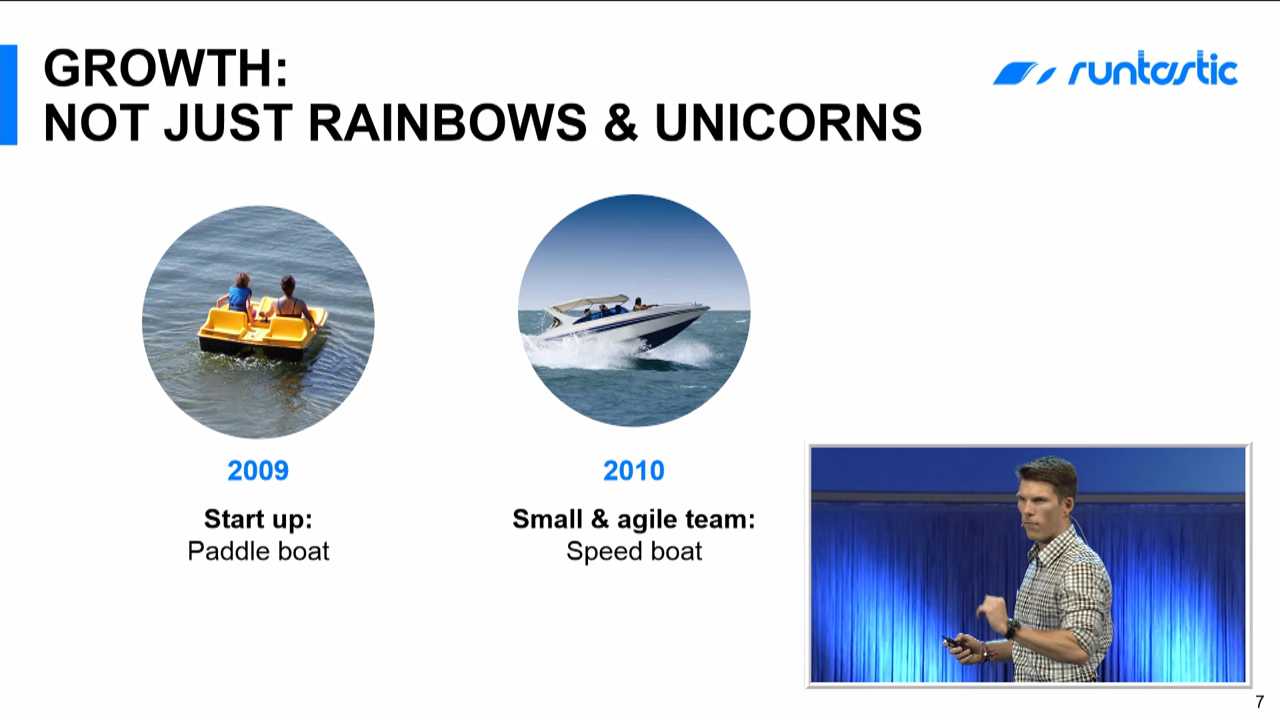 GROWTH:
NOT JUST RAINBOWS & UNICORNS
runtastic
2009
2010
Start up:
Paddle boat
Small & agile team:
Speed boat
7